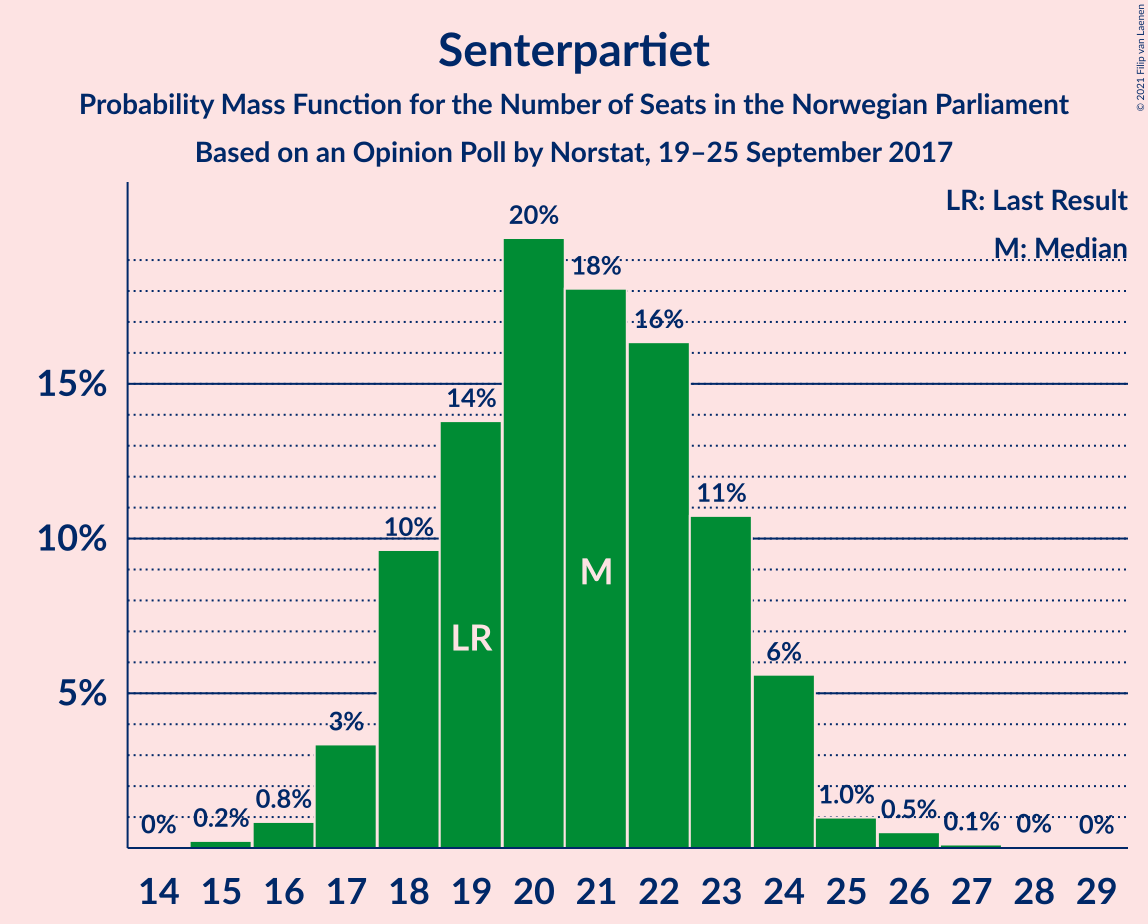 Senterpartiet
Probability Mass Function for the Number of Seats in the Norwegian Parliament
Based on an Opinion Poll by Norstat, 19–25 September 2017
© 2021 Filip van Laenen
LR: Last Result
M: Median
15%
10%
5%
0%
0.2%
0.8%
3%
10%
14%
20%
18%
16%
11%
6%
1.0%
0.5%
0.1%
0%
0%
LR
M
14 15 16 17 18 19 20 21 22 23 24 25 26 27 28 29